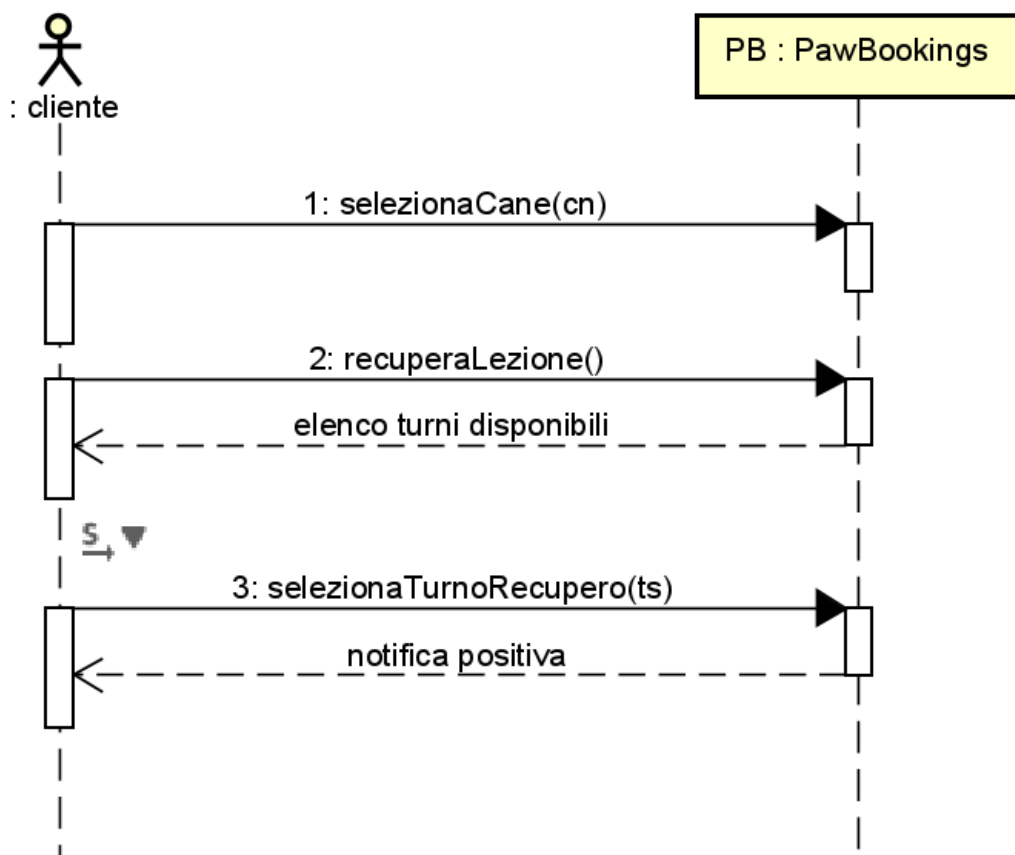 : cliente
PB : PawBookings
1: selezionaCane(cn)
2: recuperaLezione()
elenco turni disponibili
S
3: selezionaTurnoRecupero(ts)
notifica positiva